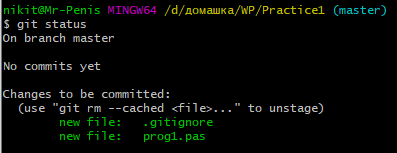 nikit@Mr-Penis MINGW64 /d/домашка/WP/Practice1 (master)
$ git status
On branch master
No commits yet
Changes to be committed:
(use "git rm --cached <file>..." to unstage)
new file: .gitignore
new file: prog1.pas